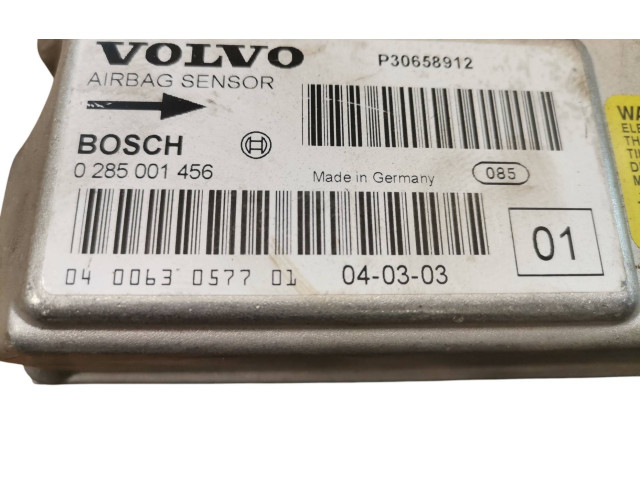 VOLVO P30658912
AIRBAG SENSOR
BOSCH
0 285 001 456
Made in Germany 085
01
04 0063 0577 01 04-03-03